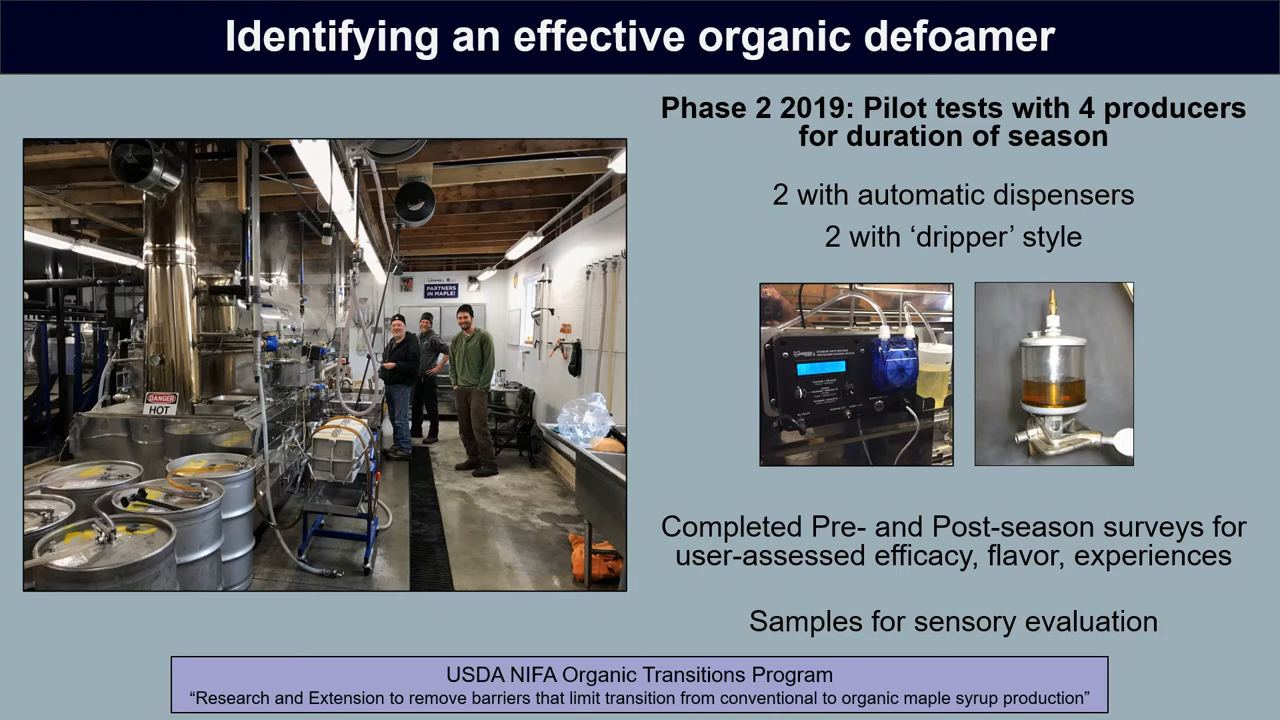 Identifying an effective organic defoamer
Phase 2 2019: Pilot tests with 4 producers
for duration of season
2 with automatic dispensers
2 with ‘dripper’ style
PARTNERS
IN MAPLE!
DANGER
HOT
Completed Pre- and Post-season surveys for
user-assessed efficacy, flavor, experiences
Samples for sensory evaluation
USDA NIFA Organic Transitions Program
“Research and Extension to remove barriers that limit transition from conventional to organic maple syrup production”